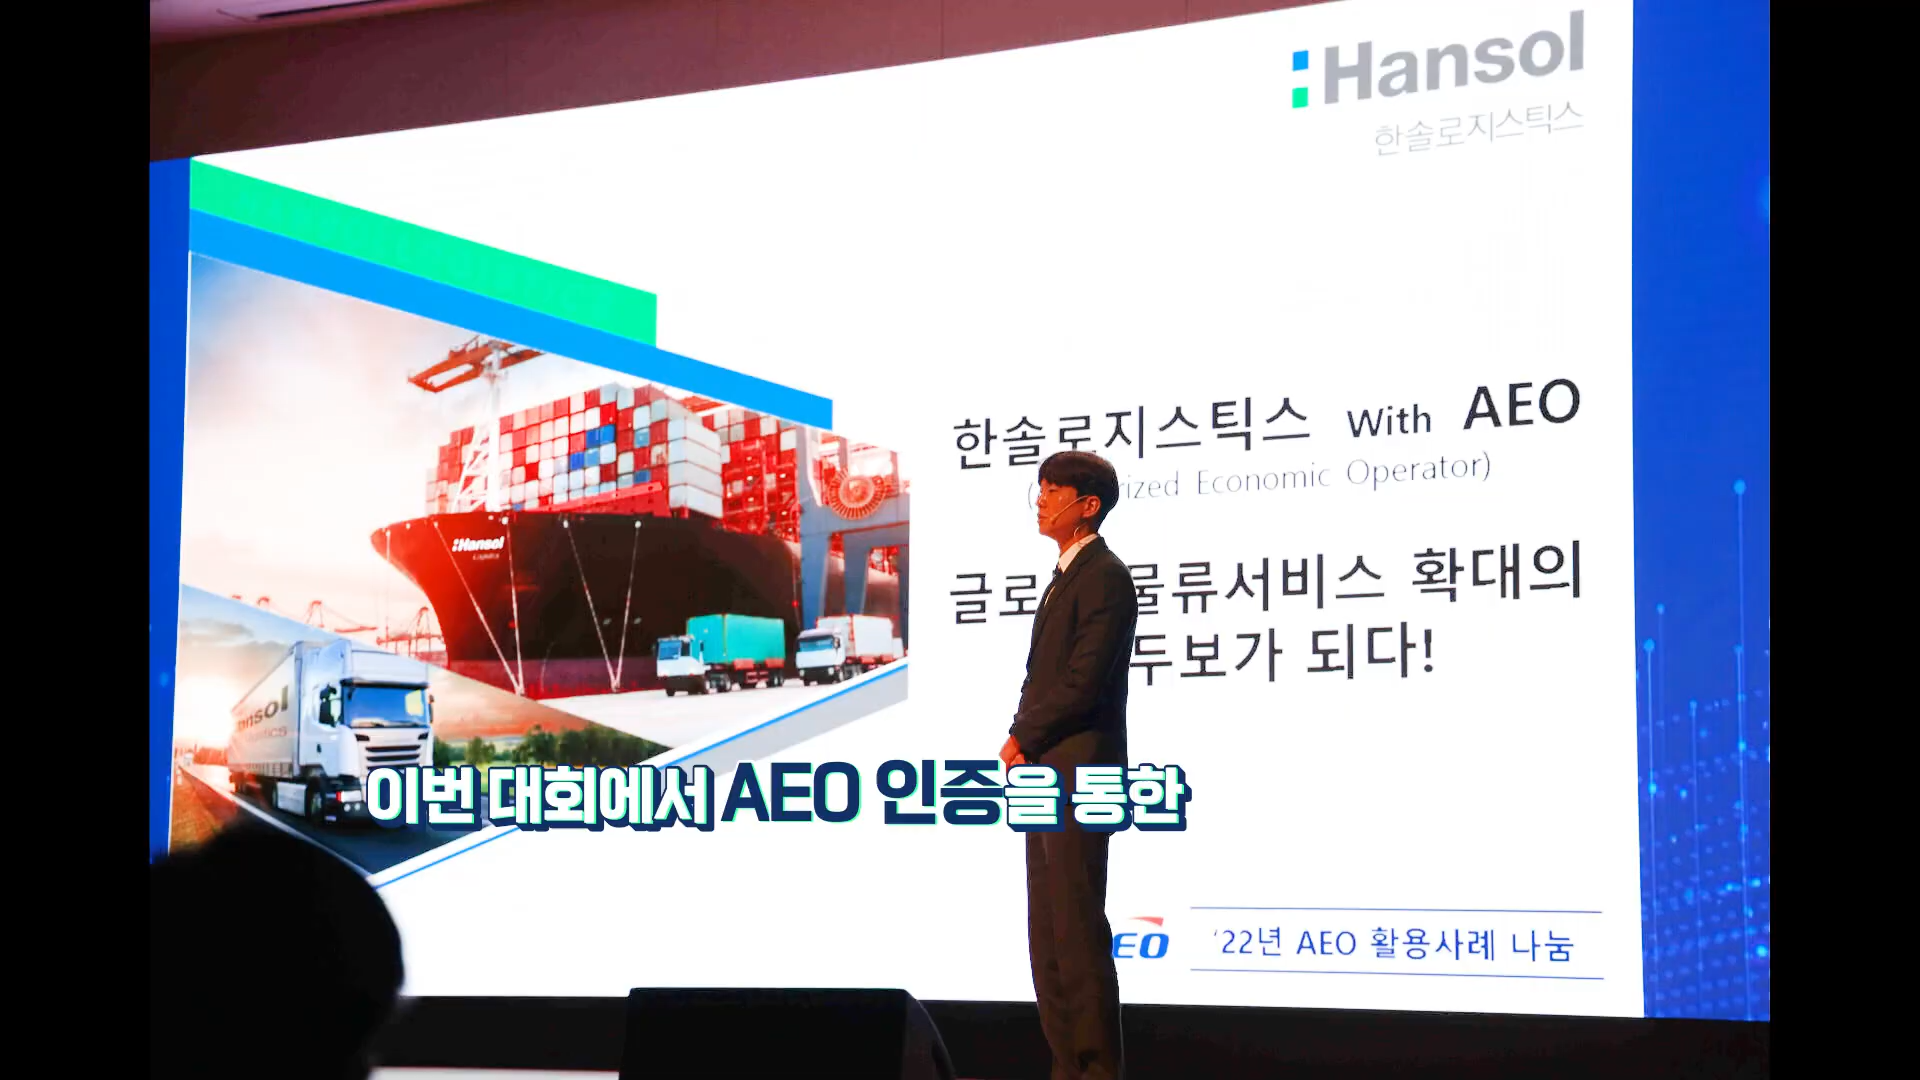 :Hansol
한솔로지스틱스
한솔로지스틱스 With AEO
rized Economic Operator)
글로 물류서비스 확대의
두보가 되다!
:Hansol
ansol
이번 대회에서 AEO 인증을 통한
EO
‘22년 AEO 활용사례 나눔